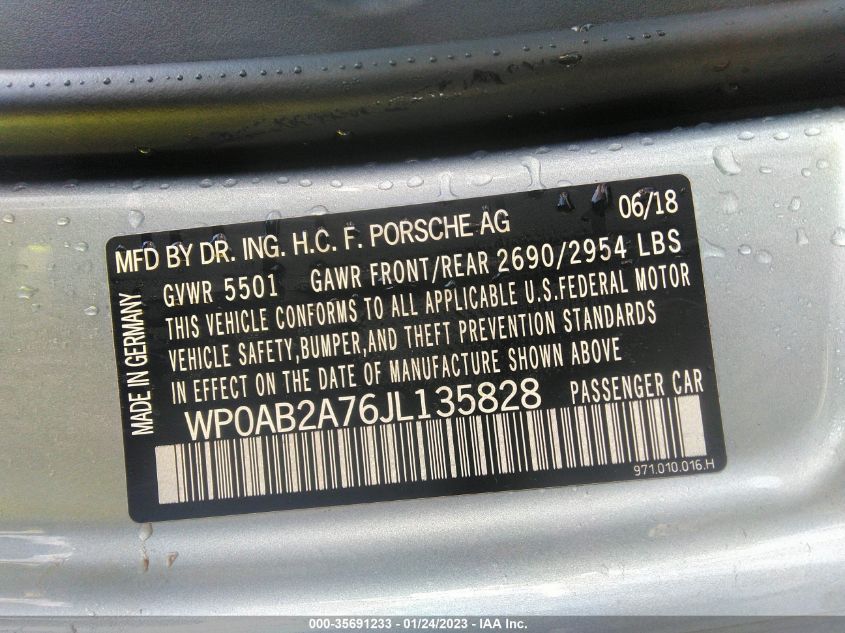 MFD BY DR. ING. H.C. F. PORSCHE AG 06/18
GVWR 5501 GAWR FRONT/REAR 2690/2954 LBS
THIS VEHICLE CONFORMS TO ALL APPLICABLE U.S.FEDERAL MOTOR
VEHICLE SAFETY,BUMPER,AND THEFT PREVENTION STANDARDS
IN EFFECT ON THE DATE OF MANUFACTURE SHOWN ABOVE
WP0AB2A76JL135828 PASSENGER CAR
MADE IN GERMANY
971.010.016.H
000-35691233 - 01/24/2023 - IAA Inc.